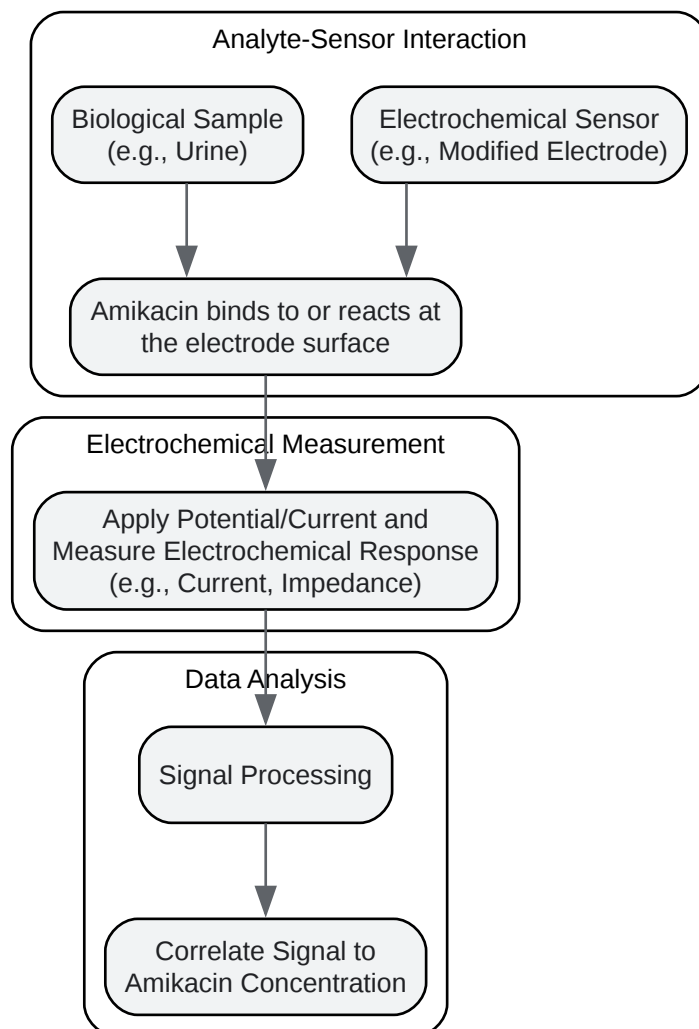 Analyte-Sensor Interaction
Biological Sample
(e.g., Urine)
Electrochemical Sensor
(e.g., Modified Electrode)
Amikacin binds to or reacts at
the electrode surface
Electrochemical Measurement
Apply Potential/Current and
Measure Electrochemical Response
(e.g., Current, Impedance)
Data Analysis
Signal Processing
Correlate Signal to
Amikacin Concentration